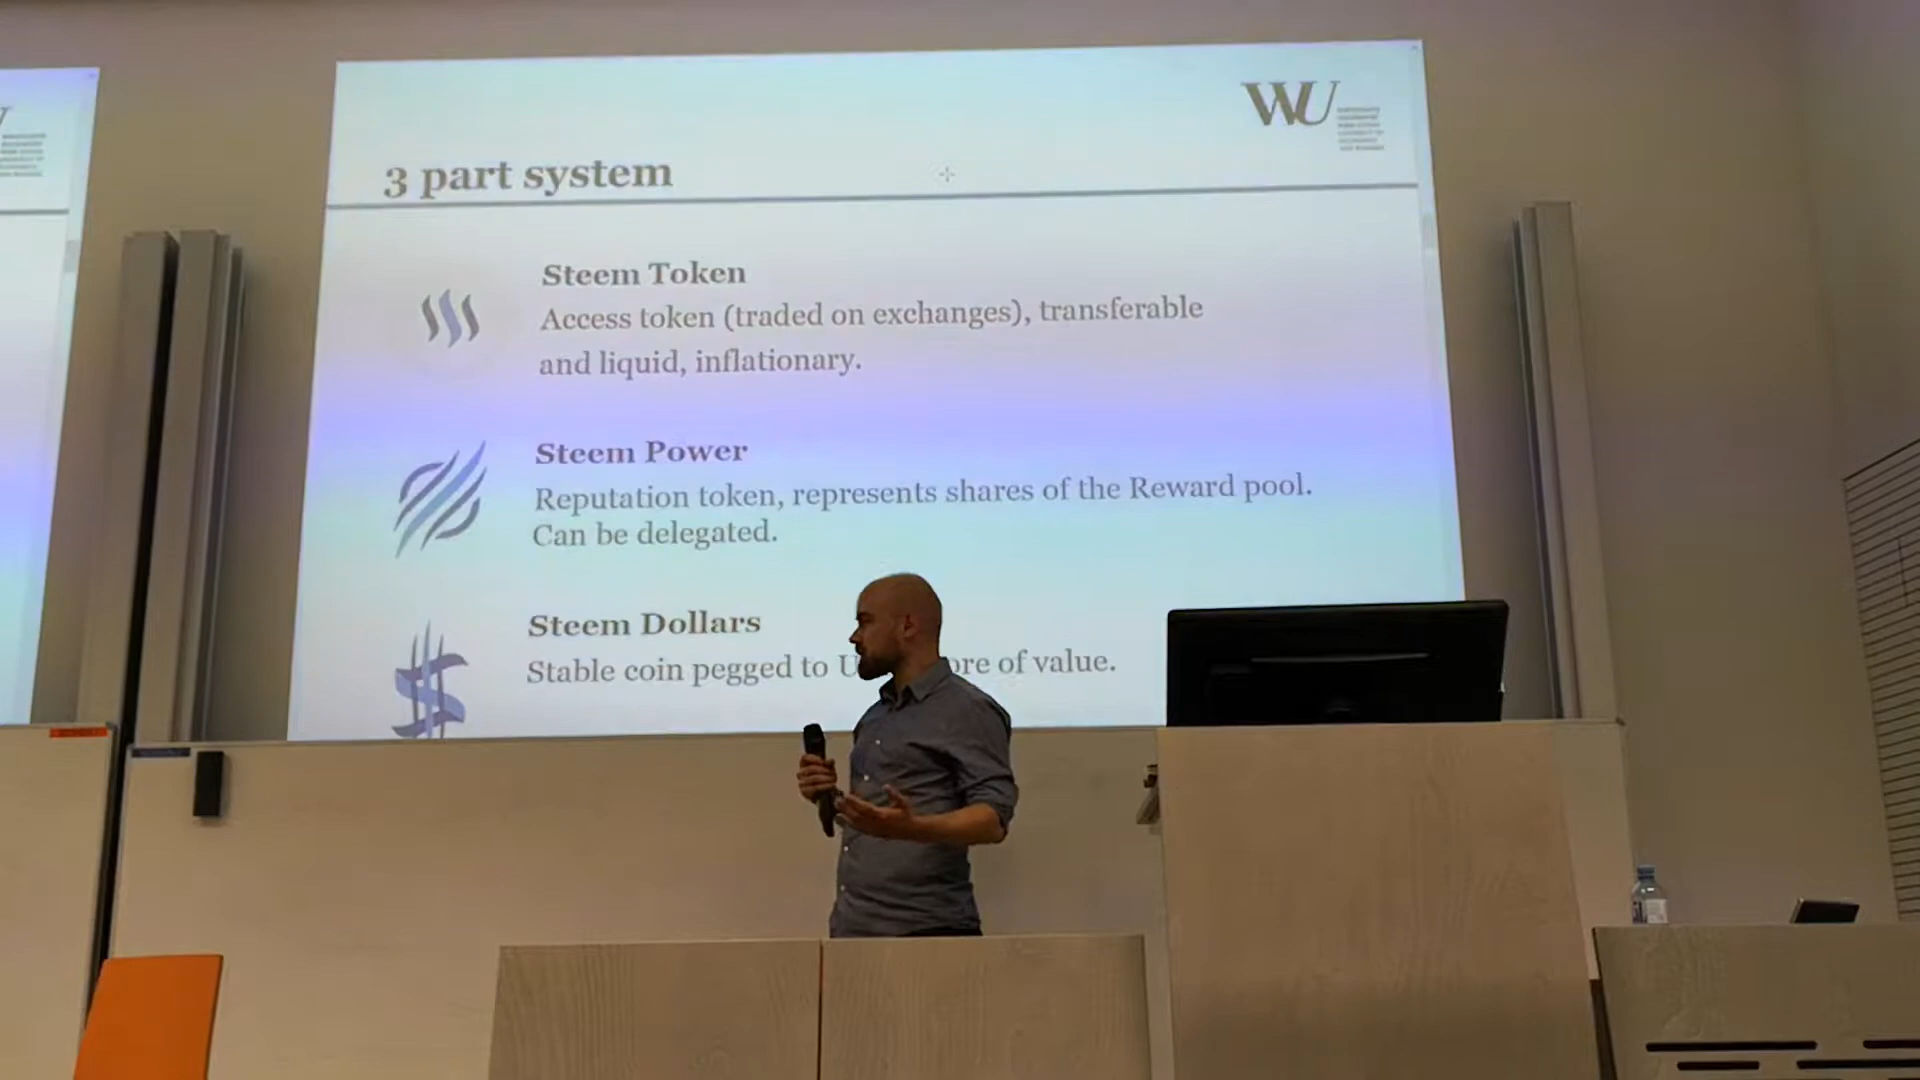 WU
3 part system
Steem Token
Access token (traded on exchanges), transferable
and liquid, inflationary.
Steem Power
Reputation token, represents shares of the Reward pool.
Can be delegated.
Steem Dollars
Stable coin pegged to of value.